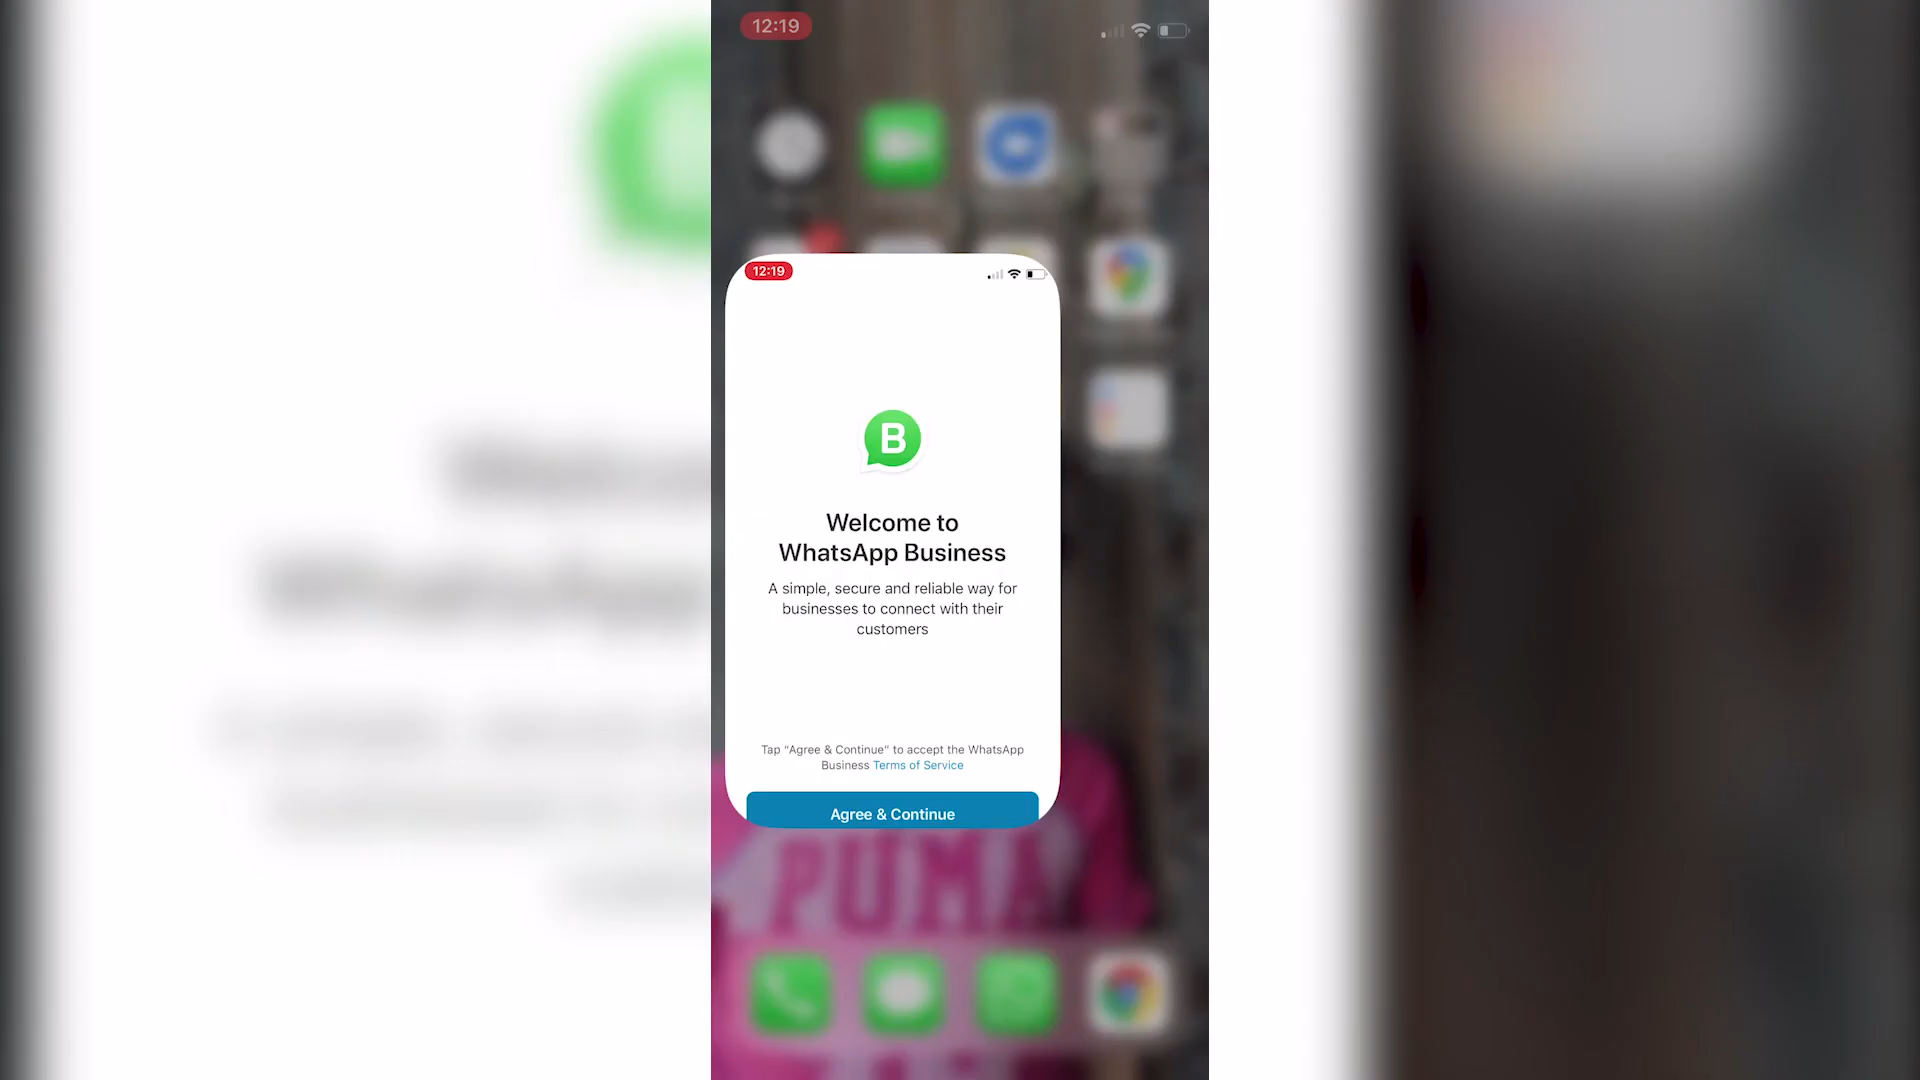 12:19
12:19
B
Welcome to
WhatsApp Business
A simple, secure and reliable way for
businesses to connect with their
customers
Tap “Agree & Continue” to accept the WhatsApp
Business Terms of Service
Agree & Continue
PUMA